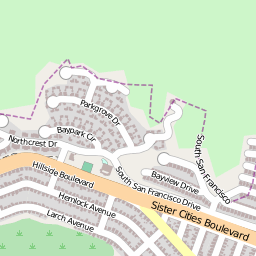 Parkgrove Dr
South San Francisco
Baypark Cir
Northcrest Dr
Hillside Boulevard
Bayview Drive
South San Francisco Drive
Hemlock Avenue
Sister Cities Boulevard
Larch Avenue